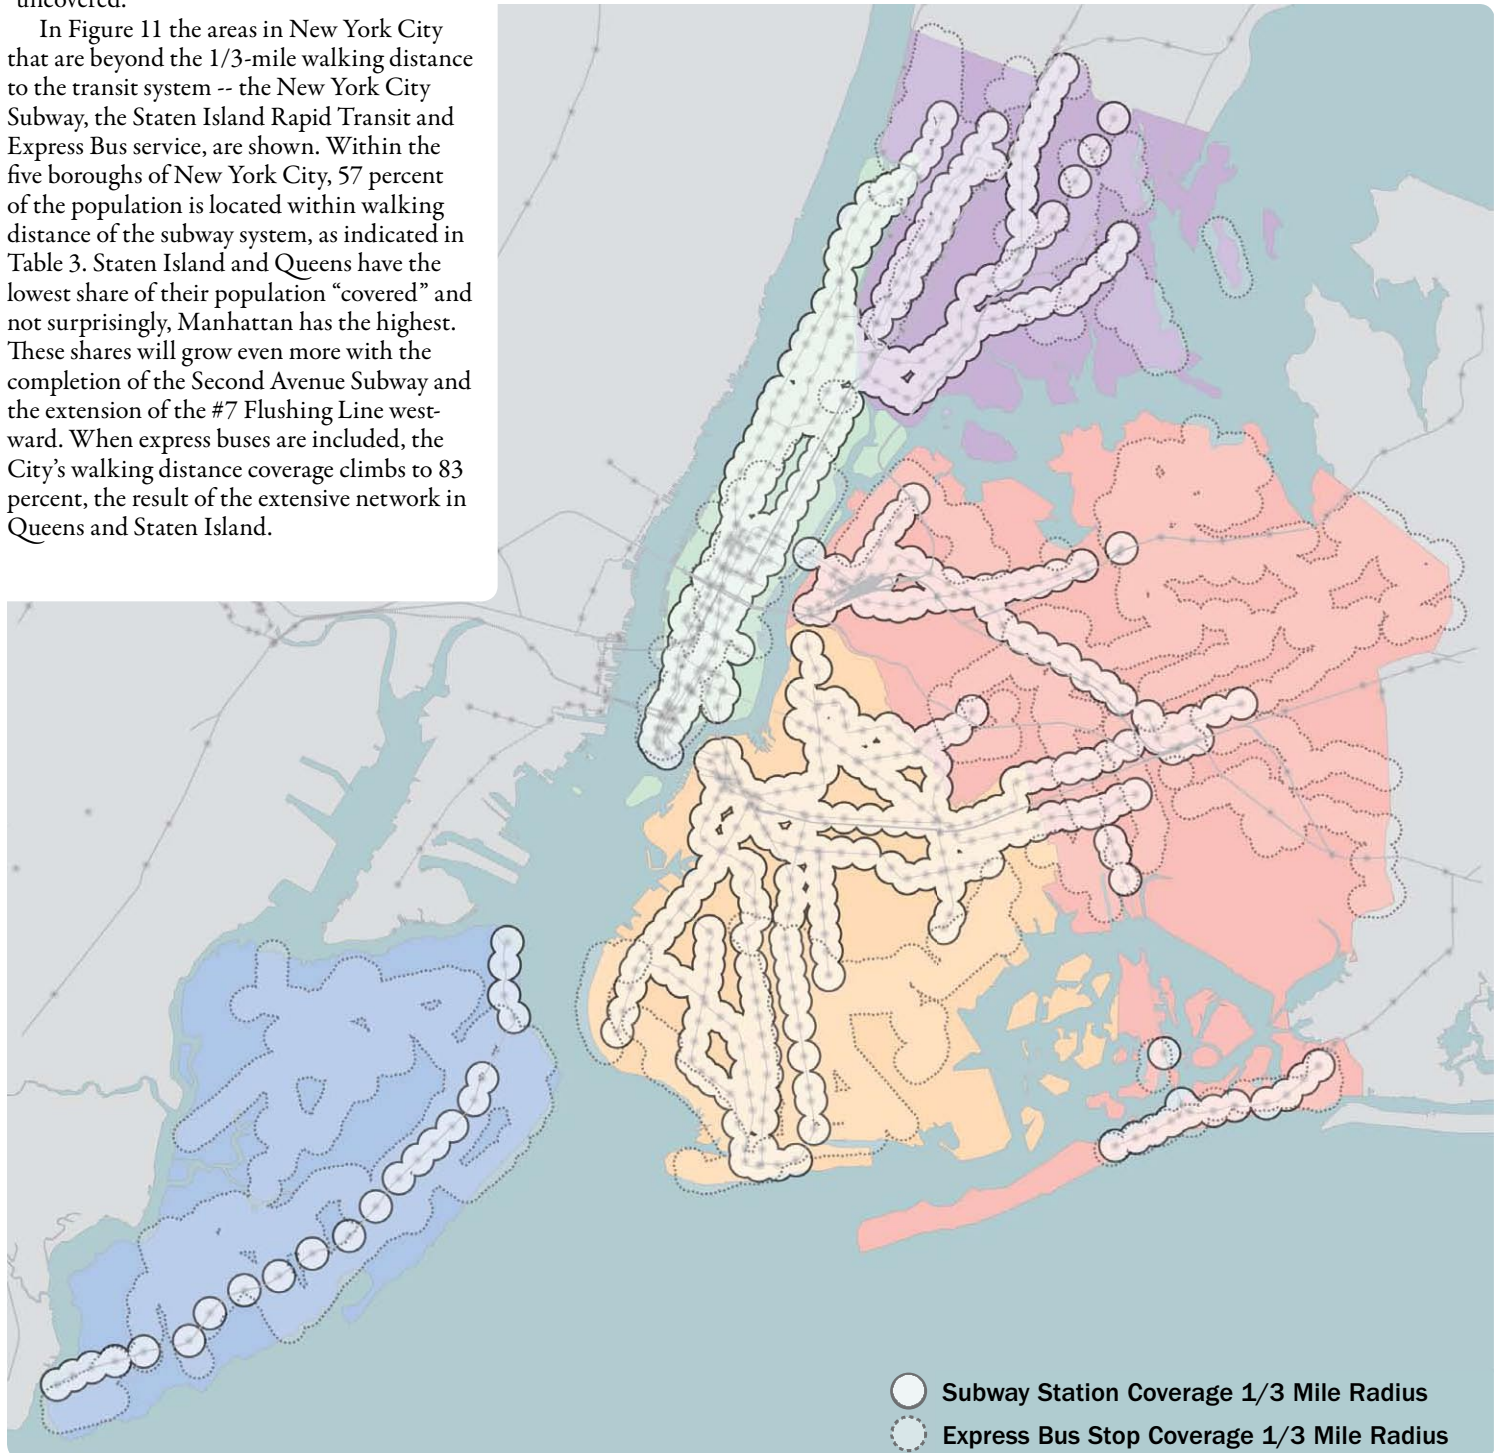 uncovered.
In Figure 11 the areas in New York City
that are beyond the 1/3-mile walking distance
to the transit system -- the New York City
Subway, the Staten Island Rapid Transit and
Express Bus service, are shown. Within the
five boroughs of New York City, 57 percent
of the population is located within walking
distance of the subway system, as indicated in
Table 3. Staten Island and Queens have the
lowest share of their population “covered” and
not surprisingly, Manhattan has the highest.
These shares will grow even more with the
completion of the Second Avenue Subway and
the extension of the #7 Flushing Line west-
ward. When express buses are included, the
City’s walking distance coverage climbs to 83
percent, the result of the extensive network in
Queens and Staten Island.
Subway Station Coverage 1/3 Mile Radius
Express Bus Stop Coverage 1/3 Mile Radius